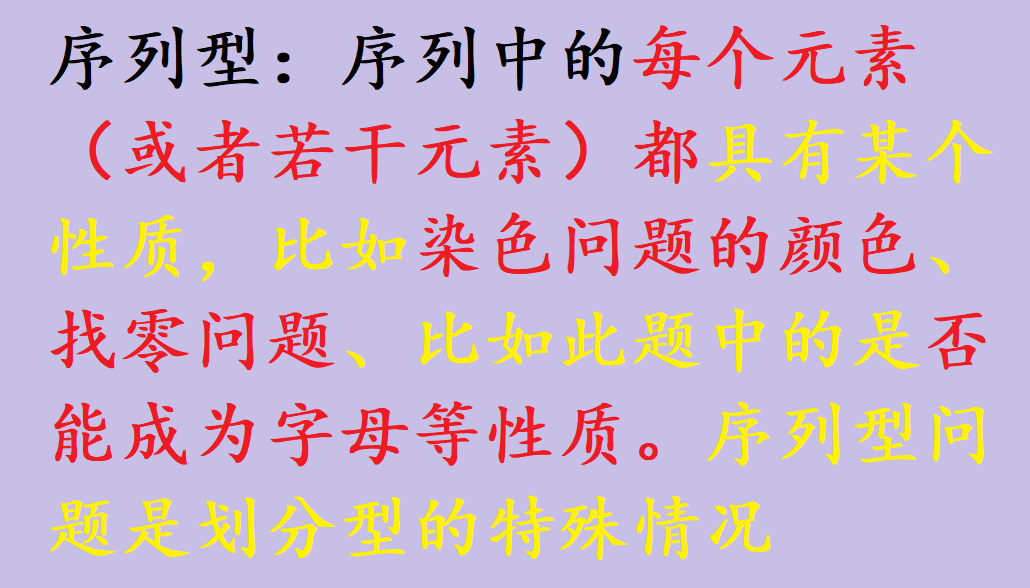 序列型：序列中的每个元素
（或者若干元素）都具有某个
性质，比如染色问题的颜色、
找零问题、比如此题中的是否
能成为字母等性质。序列型问
题是划分型的特殊情况